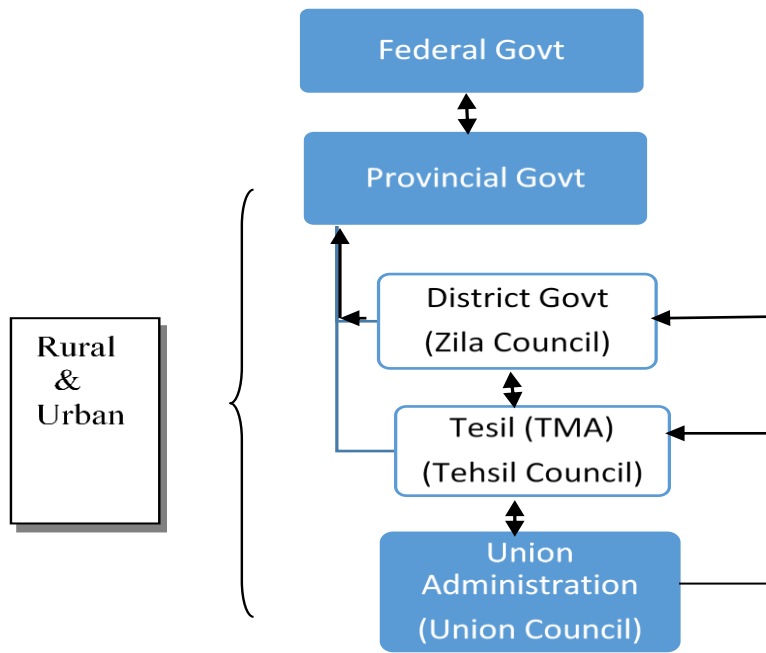 Federal Govt
Provincial Govt
District Govt
(Zila Council)
Rural
&
Urban
Tesil (TMA)
(Tehsil Council)
Union
Administration
(Union Council)